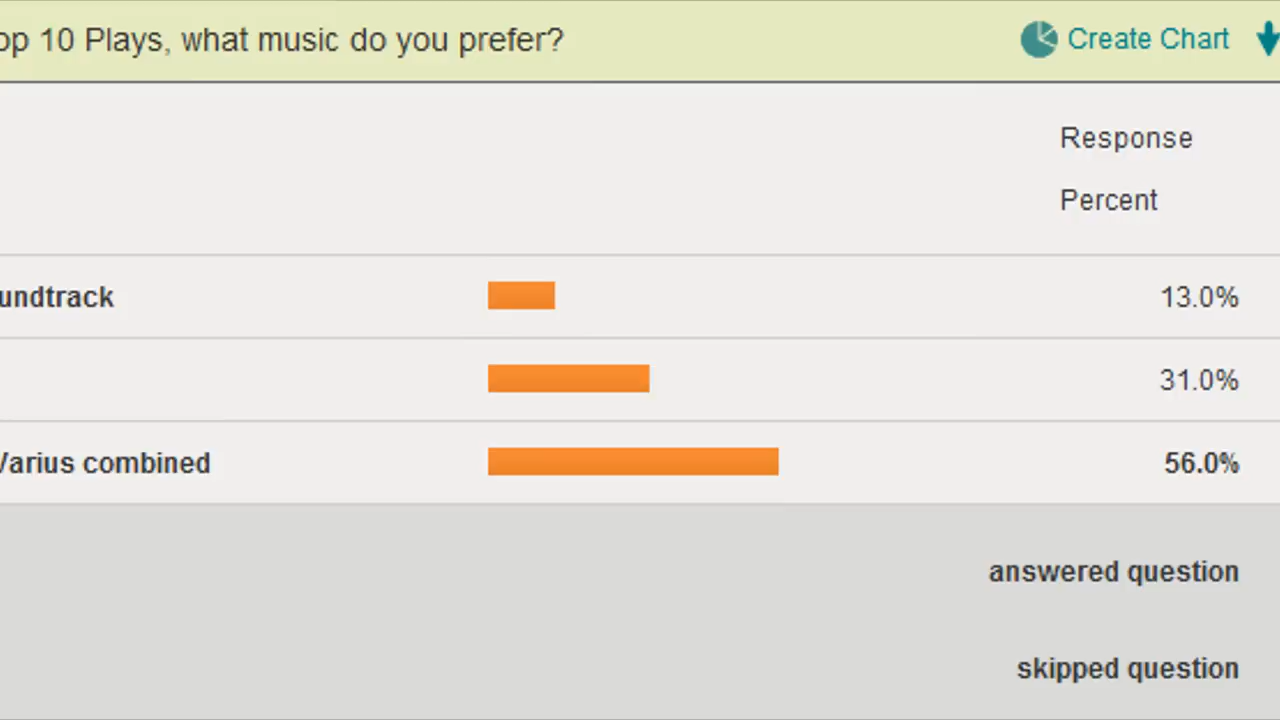 op 10 Plays, what music do you prefer?
Create Chart
Response
Percent
undtrack
13.0%
31.0%
Varius combined
56.0%
answered question
skipped question